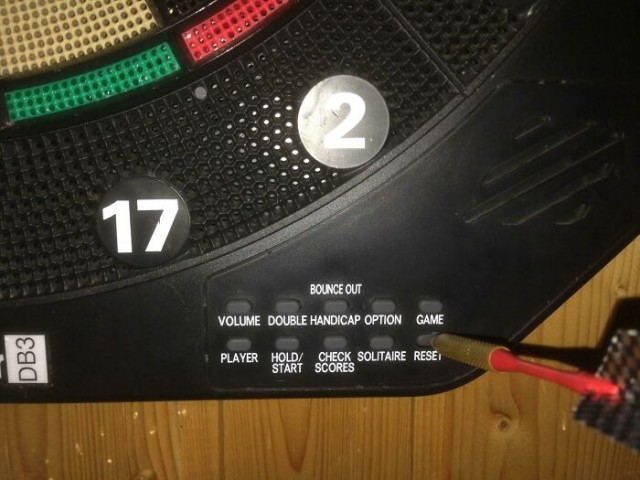 2
17
BOUNCE OUT
VOLUME DOUBLE HANDICAP OPTION GAME
PLAYER HOLD/ CHECK SOLITAIRE RESET
START SCORES
r DB3